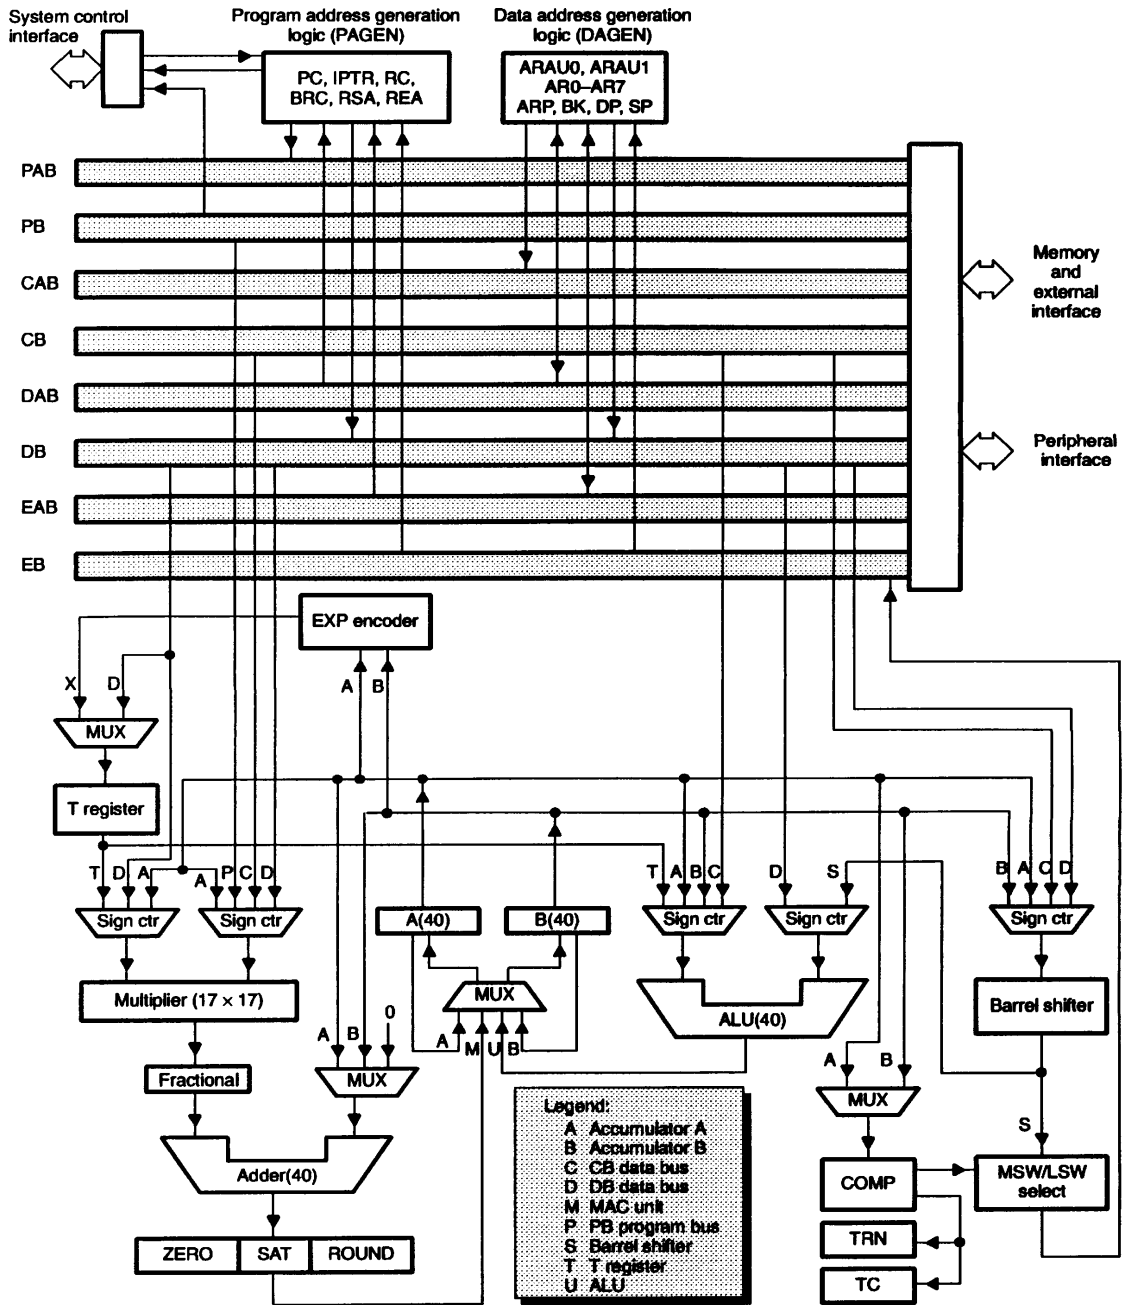 System control
interface
Program address generation
logic (PAGEN)
Data address generation
logic (DAGEN)
PC, IPTR, RC,
BRC, RSA, REA
ARAU0, ARAU1
AR0–AR7
ARP, BK, DP, SP
PAB
PB
CAB
CB
DAB
DB
EAB
EB
Memory
and
external
interface
Peripheral
interface
EXP encoder
X D
A B
MUX
T register
T D A
A P C D
T A B C
D S
B A C D
Sign ctr
Sign ctr
A(40)
B(40)
Sign ctr
Sign ctr
Sign ctr
Multiplier (17 × 17)
MUX
A M U B
ALU(40)
Barrel shifter
A B 0
Fractional
MUX
A B
MUX
S
Adder(40)
COMP
MSW/LSW
select
ZERO SAT ROUND
TRN
TC
Legend:
A Accumulator A
B Accumulator B
C CB data bus
D DB data bus
M MAC unit
P PB program bus
S Barrel shifter
T T register
U ALU